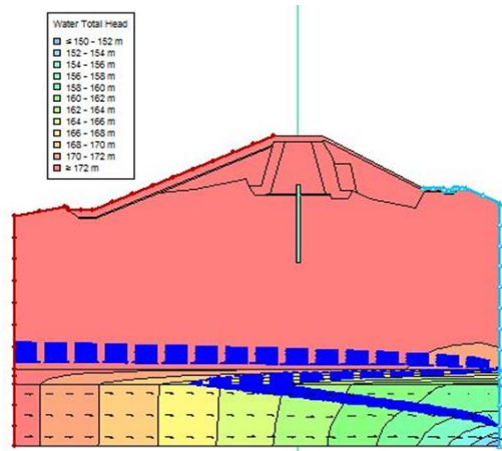 Water Total Head
≤ 150 – 152 m
152 – 154 m
154 – 156 m
156 – 158 m
158 – 160 m
160 – 162 m
162 – 164 m
164 – 166 m
166 – 168 m
168 – 170 m
170 – 172 m
≥ 172 m